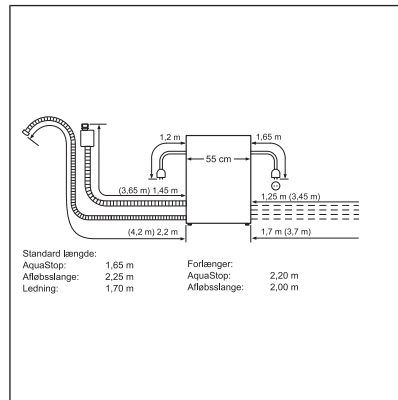 1,2 m
1,65 m
55 cm
(3,65 m) 1,45 m
1,25 m (3,45 m)
(4,2 m) 2,2 m
1,7 m (3,7 m)
Standard længde:
AquaStop: 1,65 m
Afløbsslange: 2,25 m
Ledning: 1,70 m
Forlænger:
AquaStop: 2,20 m
Afløbsslange: 2,00 m